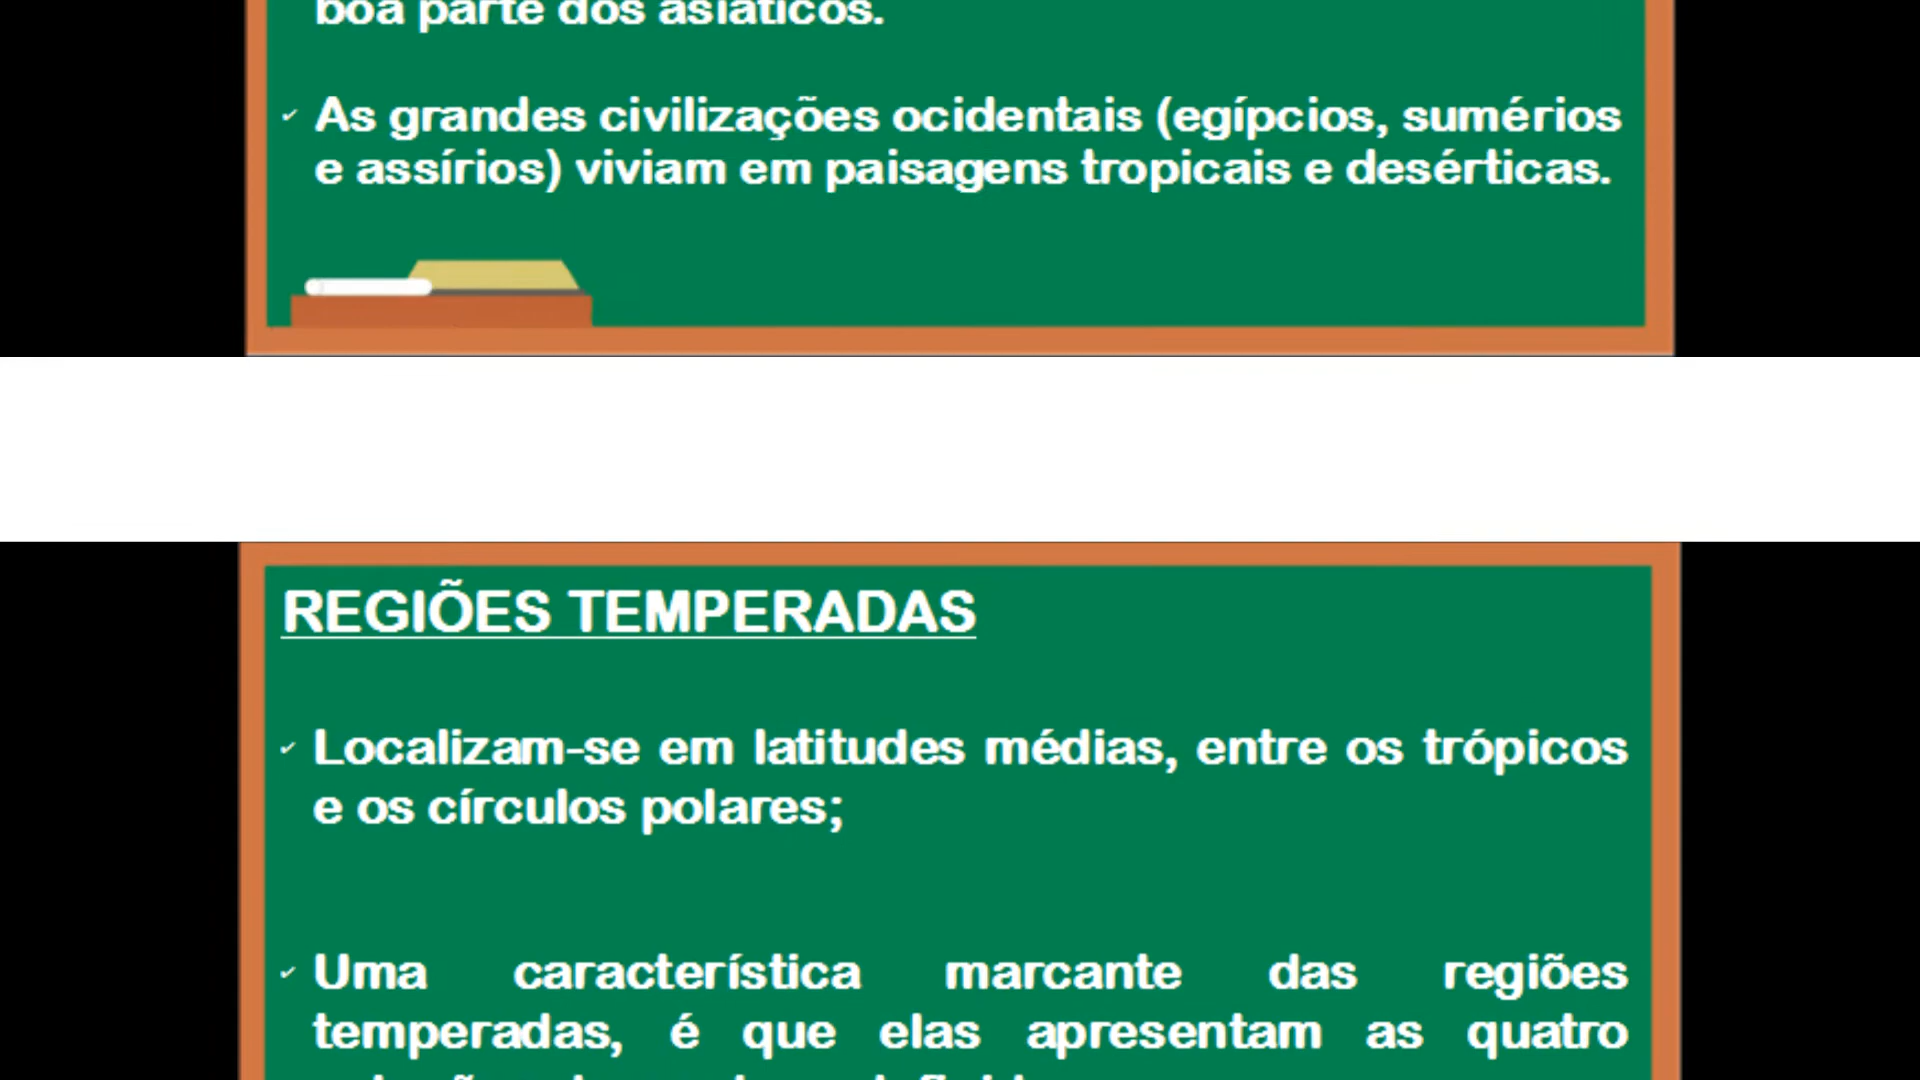 boa parte dos asiáticos.
✓ As grandes civilizações ocidentais (egípcios, sumérios
e assírios) viviam em paisagens tropicais e desérticas.
REGIÕES TEMPERADAS
✓ Localizam-se em latitudes médias, entre os trópicos
e os círculos polares;
✓ Uma característica marcante das regiões
temperadas, é que elas apresentam as quatro